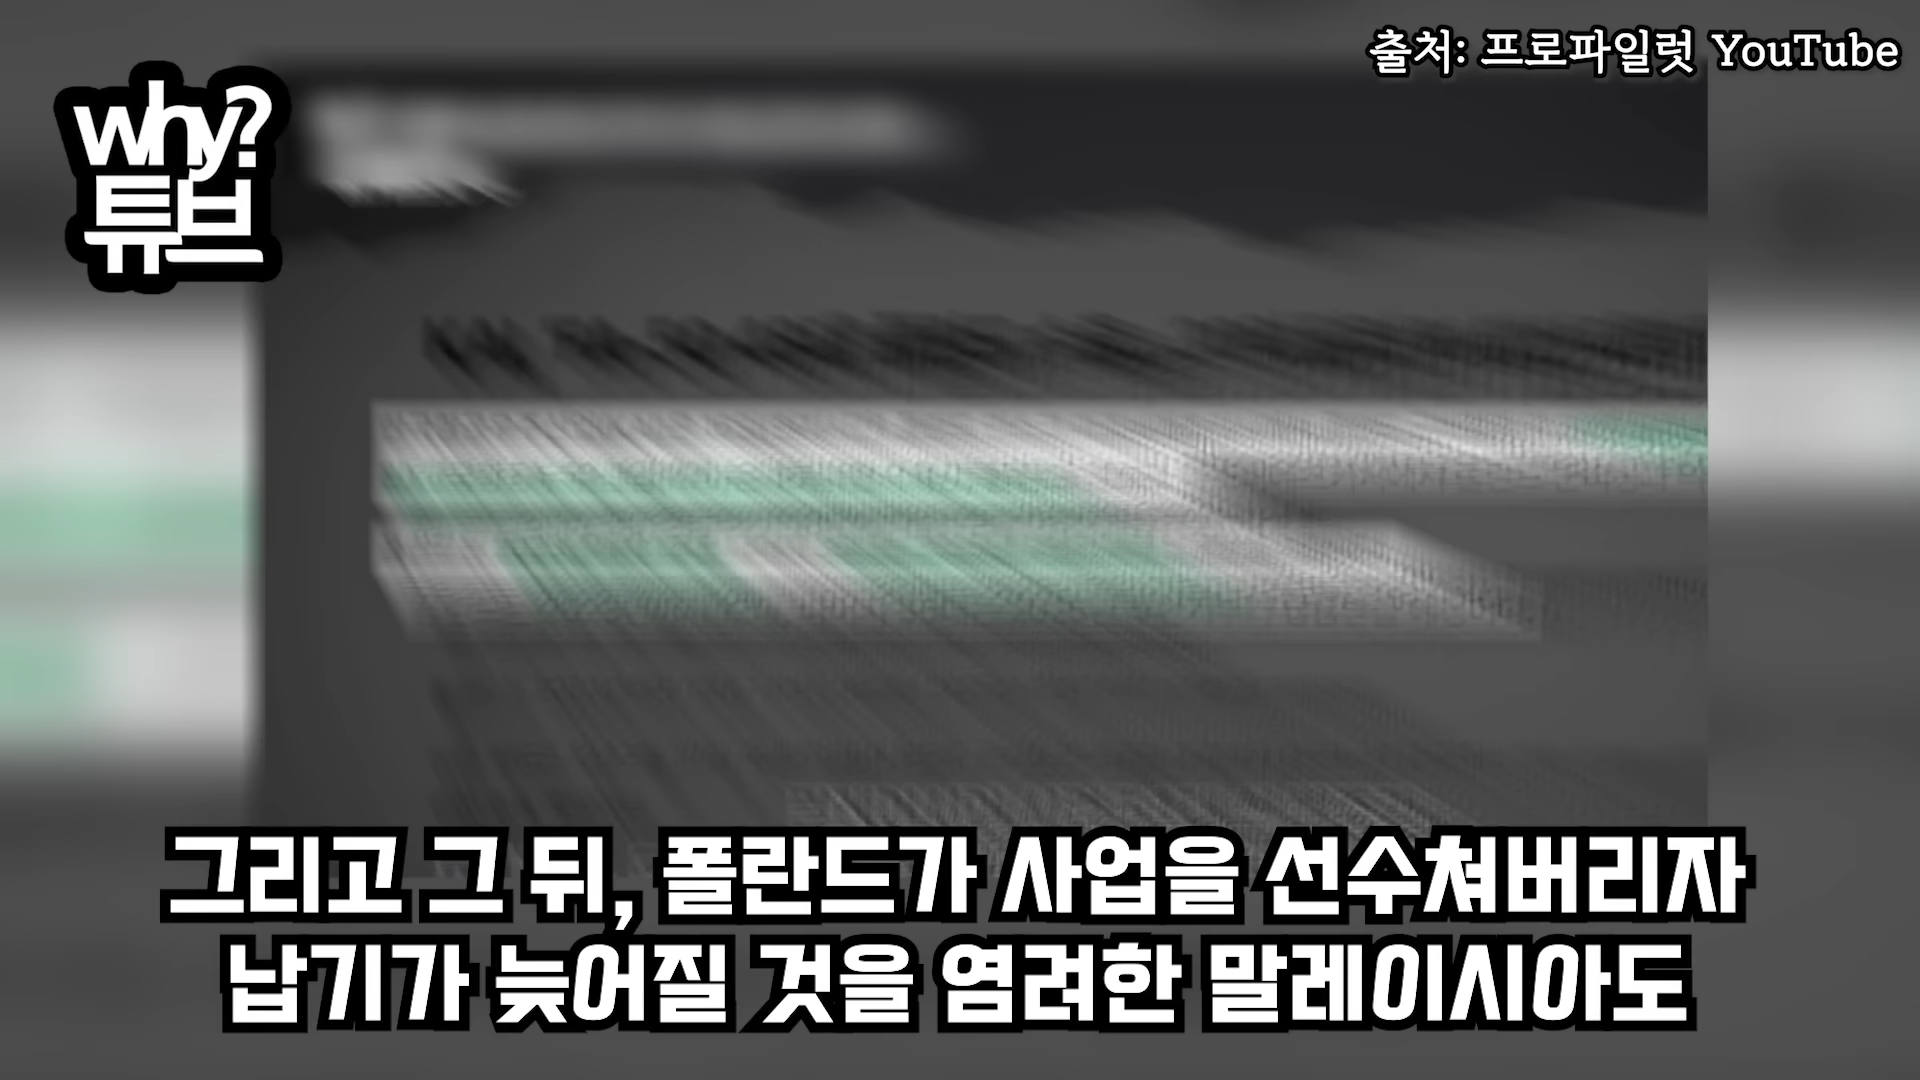 출처: 프로파일럿 YouTube
why?
튜브
그리고 그 뒤, 폴란드가 사업을 선수쳐버리자
납기가 늦어질 것을 염려한 말레이시아도